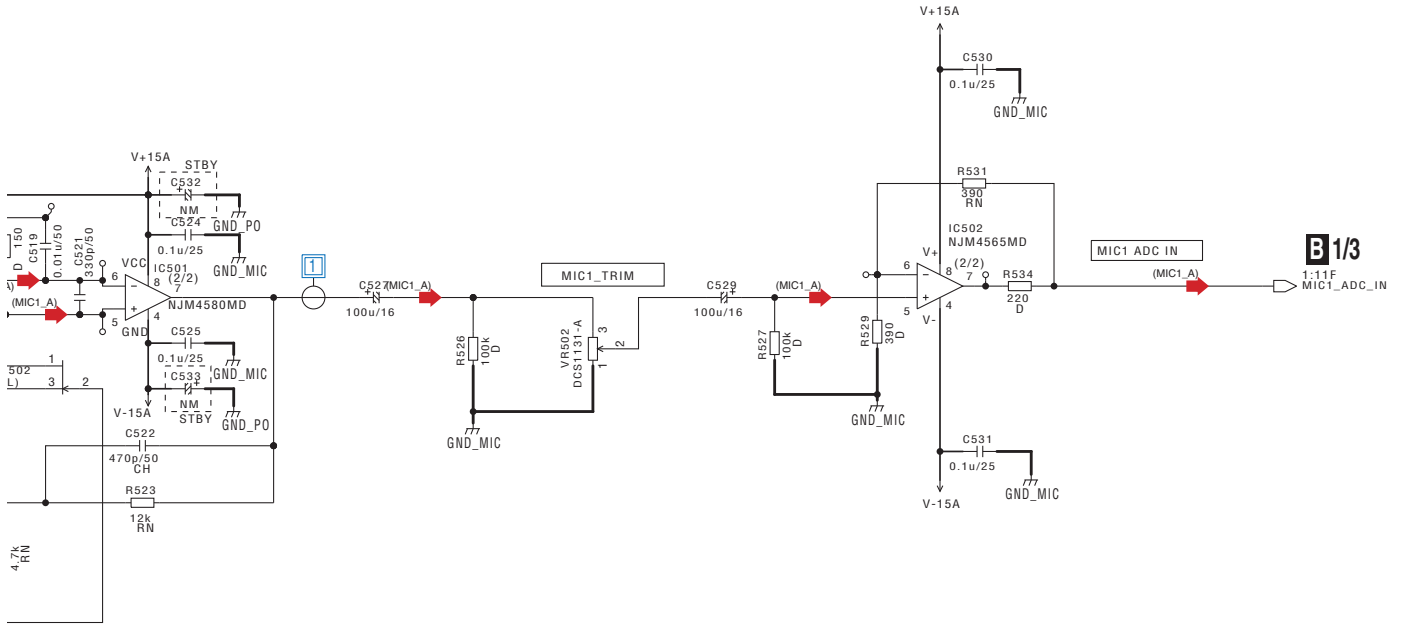 V+15A
C530
0.1u/25
GND_MIC
V+15A
STBY
C532
NM
GND_PO
C524
0.1u/25
GND_MIC
150
D
C519
0.01u/50
C521
330p/50
VCC
IC501
(2/2)
6
8
7
5
4
NJM4580MD
GND
A)
(MIC1_A)
1
C527
(MIC1_A)
100u/16
MIC1_TRIM
R526
100k
D
VR502
DCS1131-A
3
2
1
GND_MIC
C529
100u/16
(MIC1_A)
R527
100k
D
R529
390
D
GND_MIC
R531
390
RN
IC502
NJM4565MD
(2/2)
V+
V-
6
8
7
5
4
R534
220
D
MIC1 ADC IN
(MIC1_A)
B 1/3
1:11F
MIC1_ADC_IN
C525
0.1u/25
GND_MIC
C533
NM
STBY
GND_PO
V-15A
502
L)
1
3
2
C522
470p/50
CH
R523
12k
RN
4.7k
RN
C531
0.1u/25
GND_MIC
V-15A